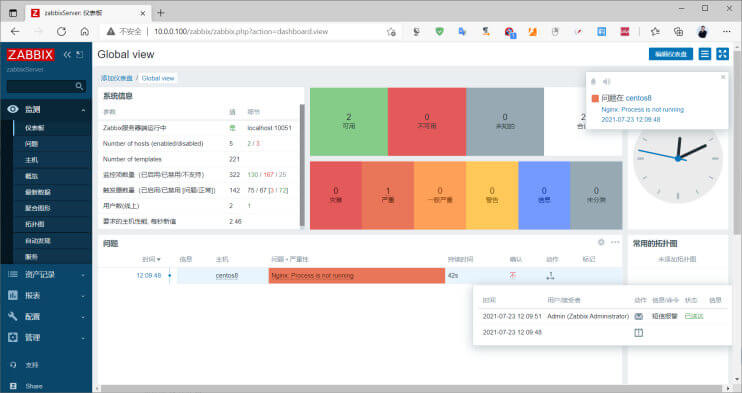 zabbixServer: 仪表板
不安全
10.0.0.100/zabbix/zabbix.php?action=dashboard.view
ZABBIX
zabbixServer
Global view
编辑仪表盘
添加仪表盘 / Global view
监测
仪表板
问题
主机
概览
最新数据
聚合图形
拓扑图
自动发现
服务
资产记录
报表
配置
管理
支持
Share
系统信息
参数 值 细节
Zabbix服务器端运行中 是 localhost:10051
Number of hosts (enabled/disabled) 5 2 / 3
Number of templates 221
监控项数量（已启用/已禁用/不支持） 322 130 / 167 / 25
触发器数量（已启用/已禁用 [问题/正常]） 142 75 / 67 [3 / 72]
用户数(线上) 2 1
要求的主机性能, 每秒新值 2.46
2 可用
0 不可用
0 未知的
2
0 灾难
1 严重
0 一般严重
0 警告
0 信息
0 未分类
问题在 centos8
Nginx: Process is not running
2021-07-23 12:09:48
问题
时间 信息 主机 问题 • 严重性 持续时间 确认 动作 标记
12:09:48 centos8 Nginx: Process is not running 42s 不 1
常用的拓扑图
未添加拓扑图
时间 用户/接受者 动作 信息/命令 状态 信息
2021-07-23 12:09:51 Admin (Zabbix Administrator) 短信报警 已送达
2021-07-23 12:09:48